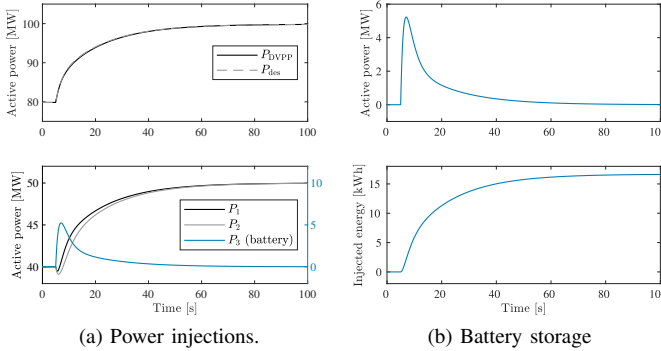 Active power [MW]
100
90
80
0 20 40 60 80 100
P_DVPP
P_des
Active power [MW]
50
45
40
10
5
0
0 20 40 60 80 100
Time [s]
P_1
P_2
P_3 (battery)
(a) Power injections.
Active power [MW]
6
4
2
0
0 20 40 60 80 100
Injected energy [kWh]
15
10
5
0
0 20 40 60 80 100
Time [s]
(b) Battery storage